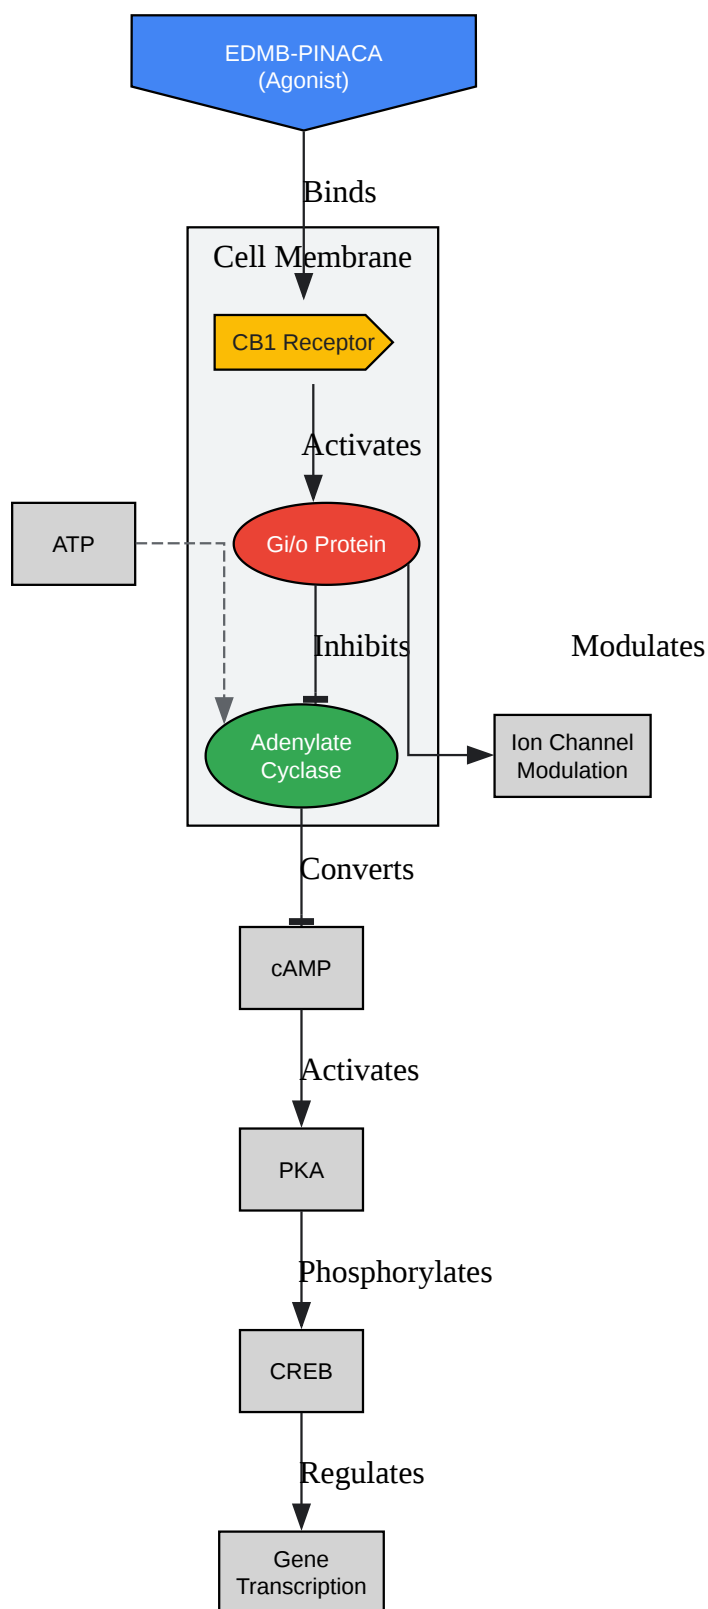 EDMB-PINACA
(Agonist)
Binds
Cell Membrane
CB1 Receptor
Activates
ATP
Gi/o Protein
Inhibits
Modulates
Adenylate
Cyclase
Ion Channel
Modulation
Converts
cAMP
Activates
PKA
Phosphorylates
CREB
Regulates
Gene
Transcription